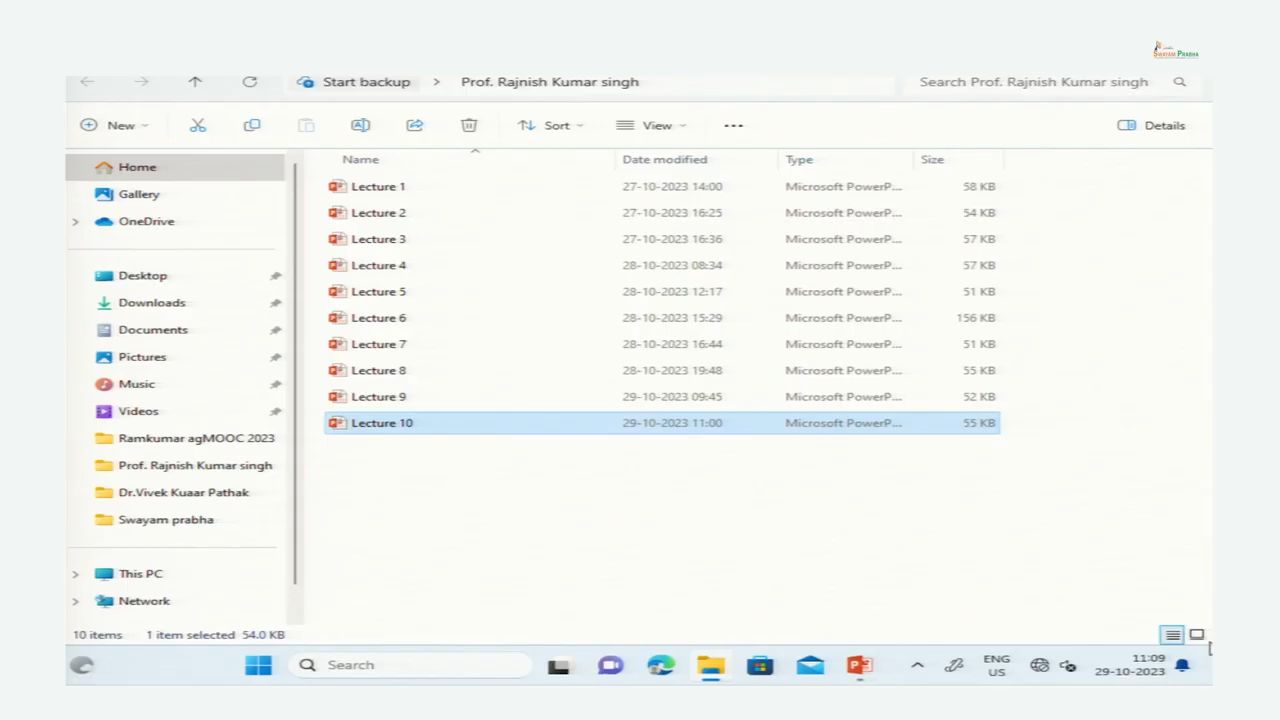 SWAYAM PRABHA
Start backup > Prof. Rajnish Kumar singh Search Prof. Rajnish Kumar singh
New Sort View ... Details
Name Date modified Type Size
Home
Gallery
OneDrive
Desktop
Downloads
Documents
Pictures
Music
Videos
Ramkumar agMOOC 2023
Prof. Rajnish Kumar singh
Dr.Vivek Kuaar Pathak
Swayam prabha
This PC
Network
Lecture 1 27-10-2023 14:00 Microsoft PowerP... 58 KB
Lecture 2 27-10-2023 16:25 Microsoft PowerP... 54 KB
Lecture 3 27-10-2023 16:36 Microsoft PowerP... 57 KB
Lecture 4 28-10-2023 08:34 Microsoft PowerP... 57 KB
Lecture 5 28-10-2023 12:17 Microsoft PowerP... 51 KB
Lecture 6 28-10-2023 15:29 Microsoft PowerP... 156 KB
Lecture 7 28-10-2023 16:44 Microsoft PowerP... 51 KB
Lecture 8 28-10-2023 19:48 Microsoft PowerP... 55 KB
Lecture 9 29-10-2023 09:45 Microsoft PowerP... 52 KB
Lecture 10 29-10-2023 11:00 Microsoft PowerP... 55 KB
10 items 1 item selected 54.0 KB
Search
ENG
US
11:09
29-10-2023